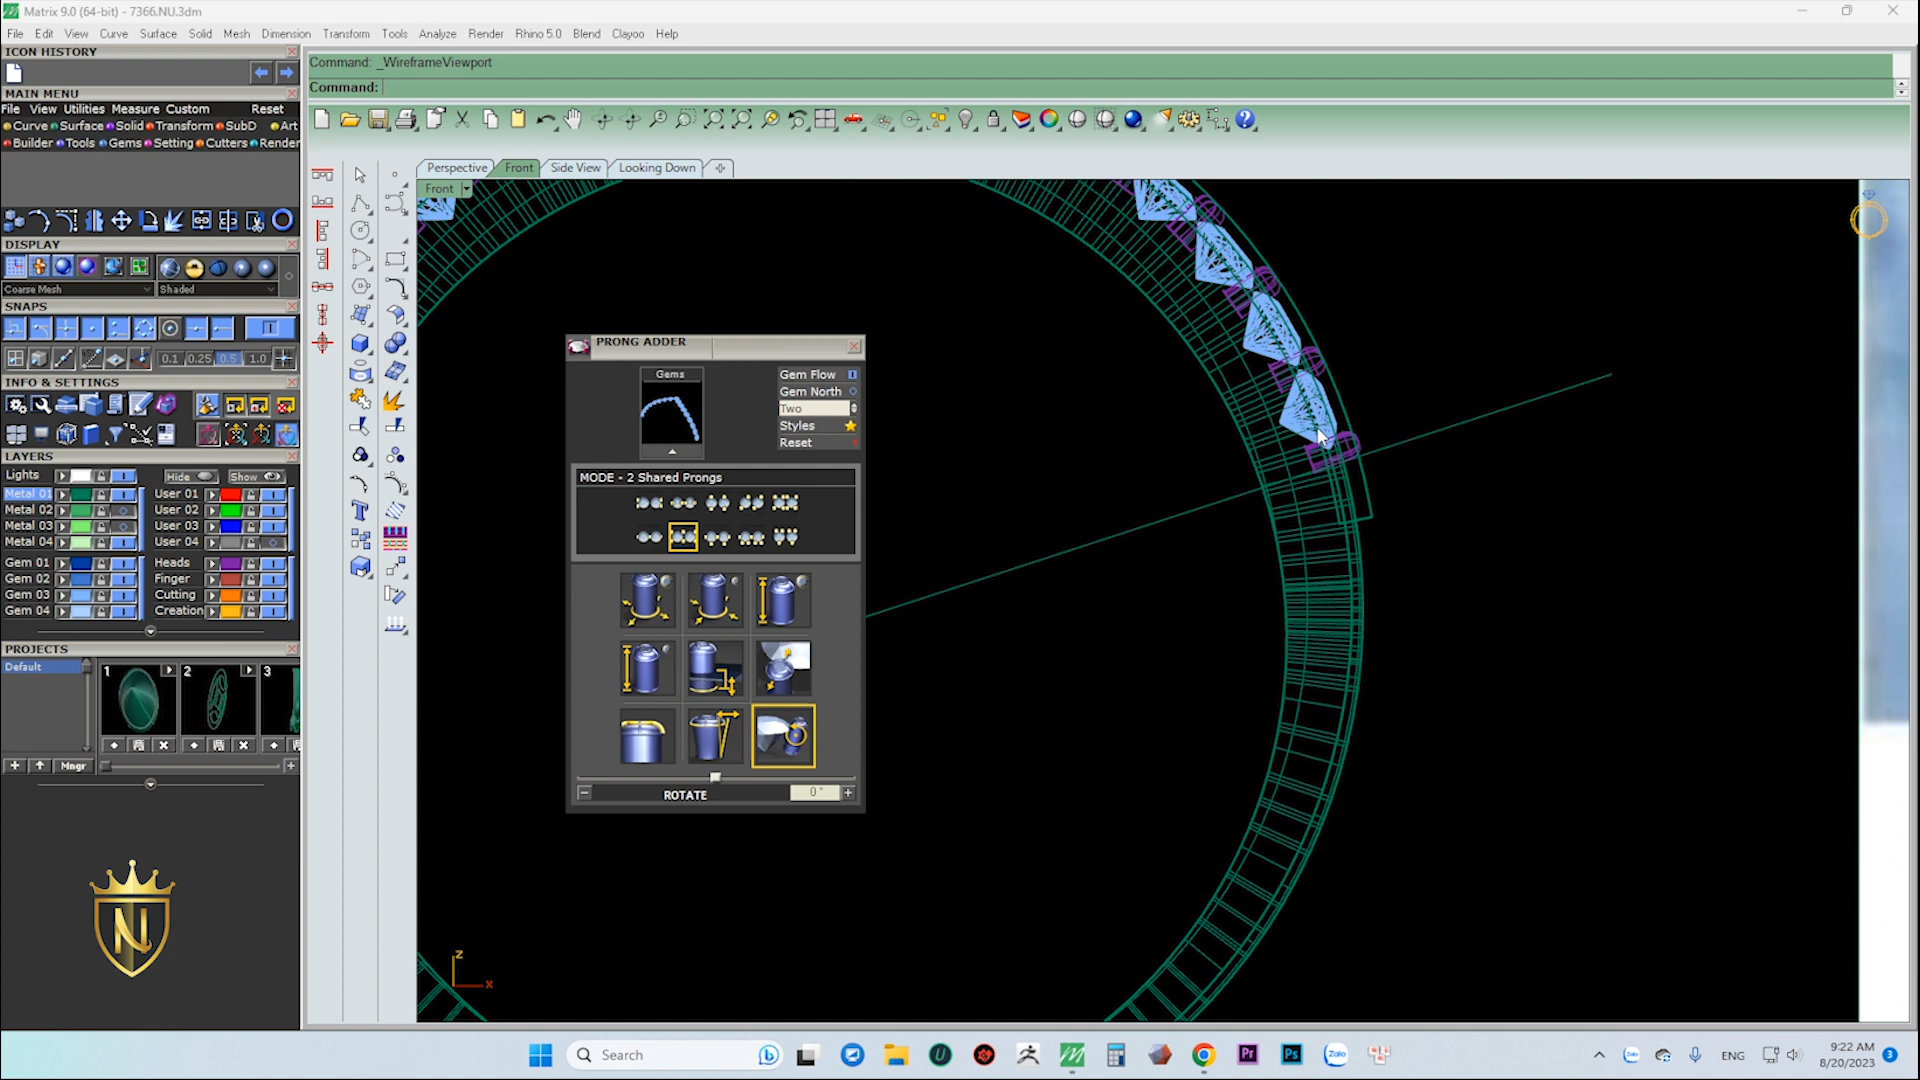 Matrix 9.0 (64-bit) - 7366.NU.3dm
File Edit View Curve Surface Solid Mesh Dimension Transform Tools Analyze Render Rhino 5.0 Blend Clayoo Help
ICON HISTORY
Command: _WireframeViewport
Command:
MAIN MENU
File View Utilities Measure Custom Reset
Curve Surface Solid Transform SubD Art
Builder Tools Gems Setting Cutters Render
Perspective Front Side View Looking Down
Front
DISPLAY
Coarse Mesh Shaded
SNAPS
0.1 0.25 0.5 1.0
INFO & SETTINGS
LAYERS
Lights Hide Show
Metal 01 User 01
Metal 02 User 02
Metal 03 User 03
Metal 04 User 04
Gem 01 Heads
Gem 02 Finger
Gem 03 Cutting
Gem 04 Creation
PROJECTS
Default
1 2 3
Mngr
N
PRONG ADDER
Gems
Gem Flow
Gem North
Two
Styles
Reset
MODE - 2 Shared Prongs
ROTATE 0 °
z
x
Search
Pr
Ps
Zalo
ENG
9:22 AM
8/20/2023
3